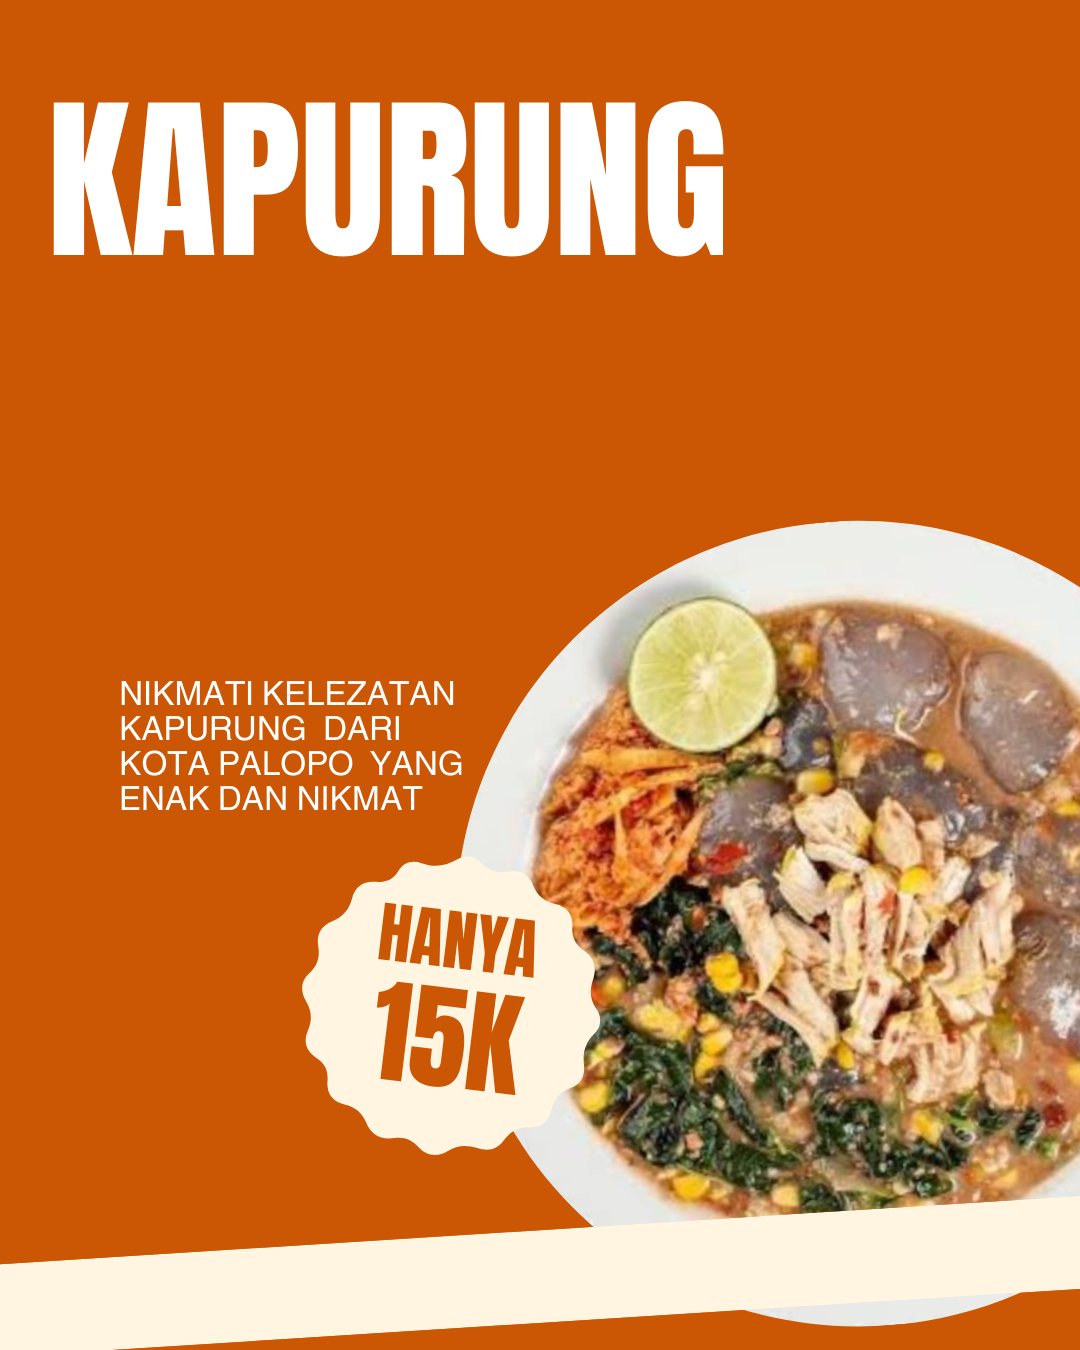 KAPURUNG
NIKMATI KELEZATAN
KAPURUNG  DARI
KOTA PALOPO  YANG
ENAK DAN NIKMAT
HANYA
15K